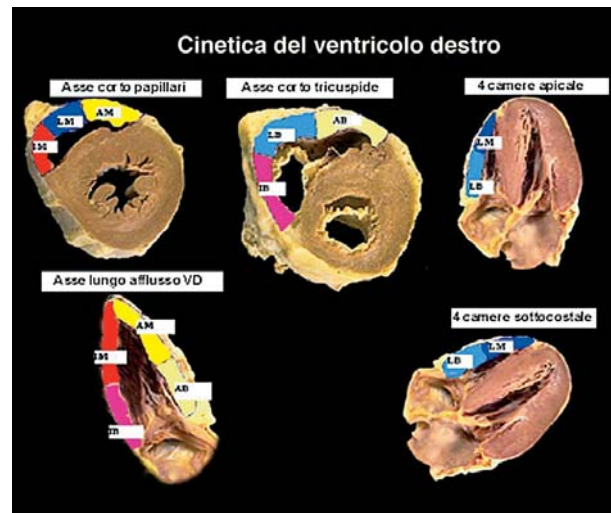 Cinetica del ventricolo destro
Asse corto papillari
Asse corto tricuspide
4 camere apicale
LM
AM
IM
LB
AB
IB
LM
LB
Asse lungo afflusso VD
AM
IM
AB
IB
4 camere sottocostale
LM
LB